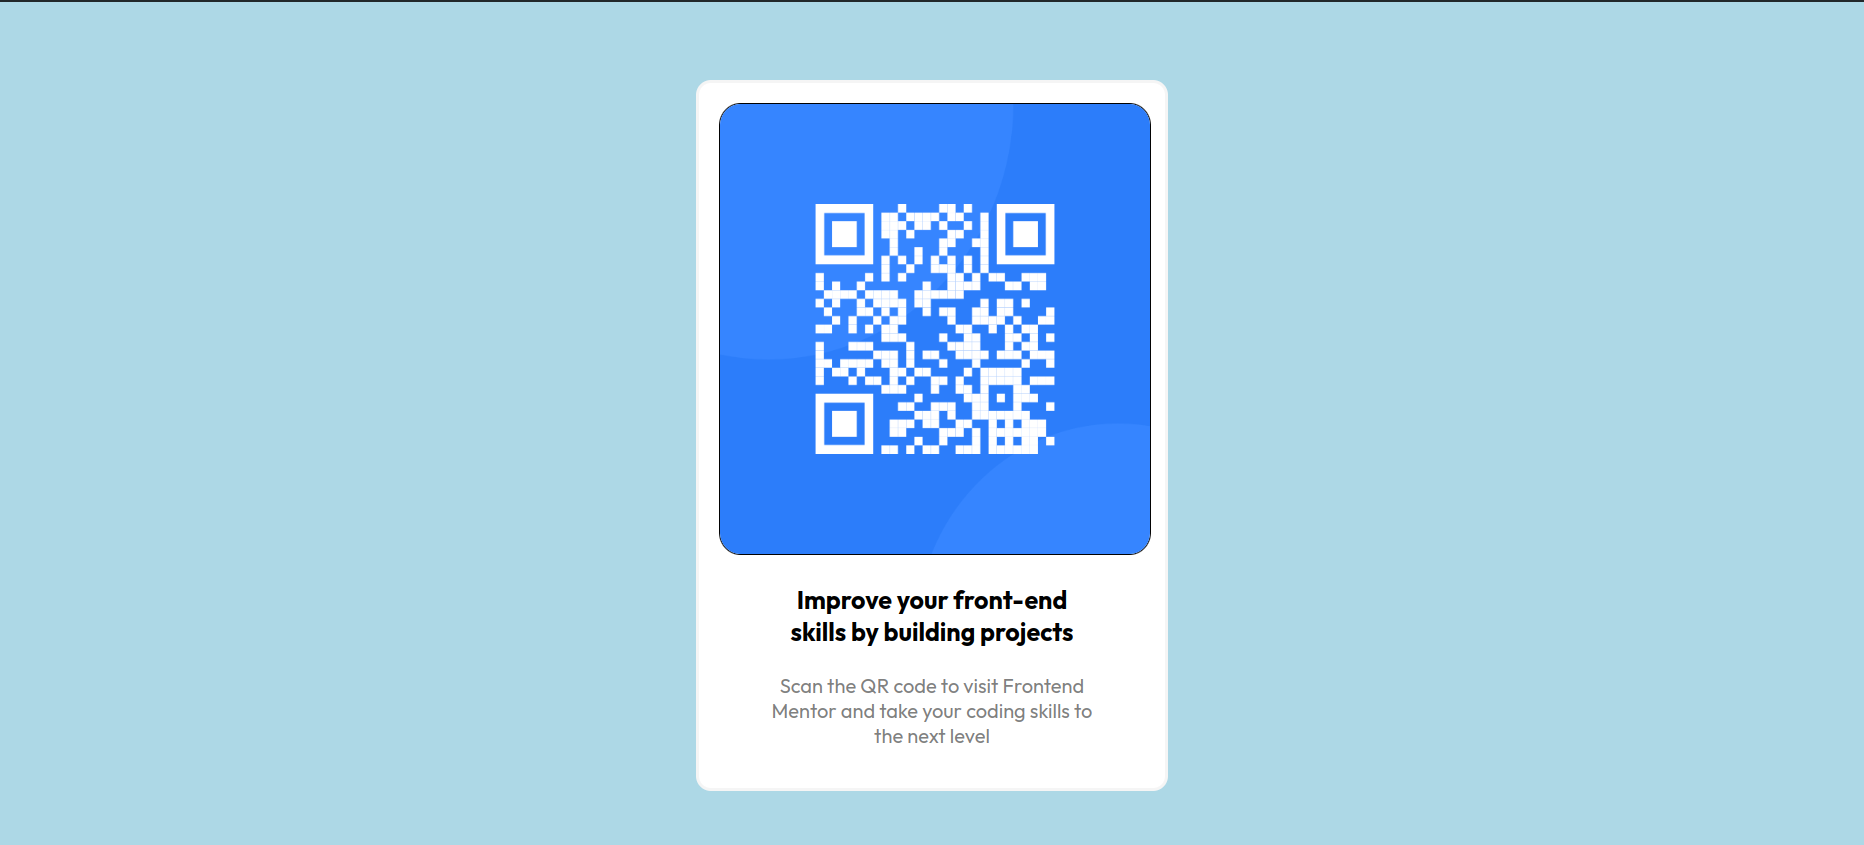 Improve your front-end
skills by building projects
Scan the QR code to visit Frontend
Mentor and take your coding skills to
the next level